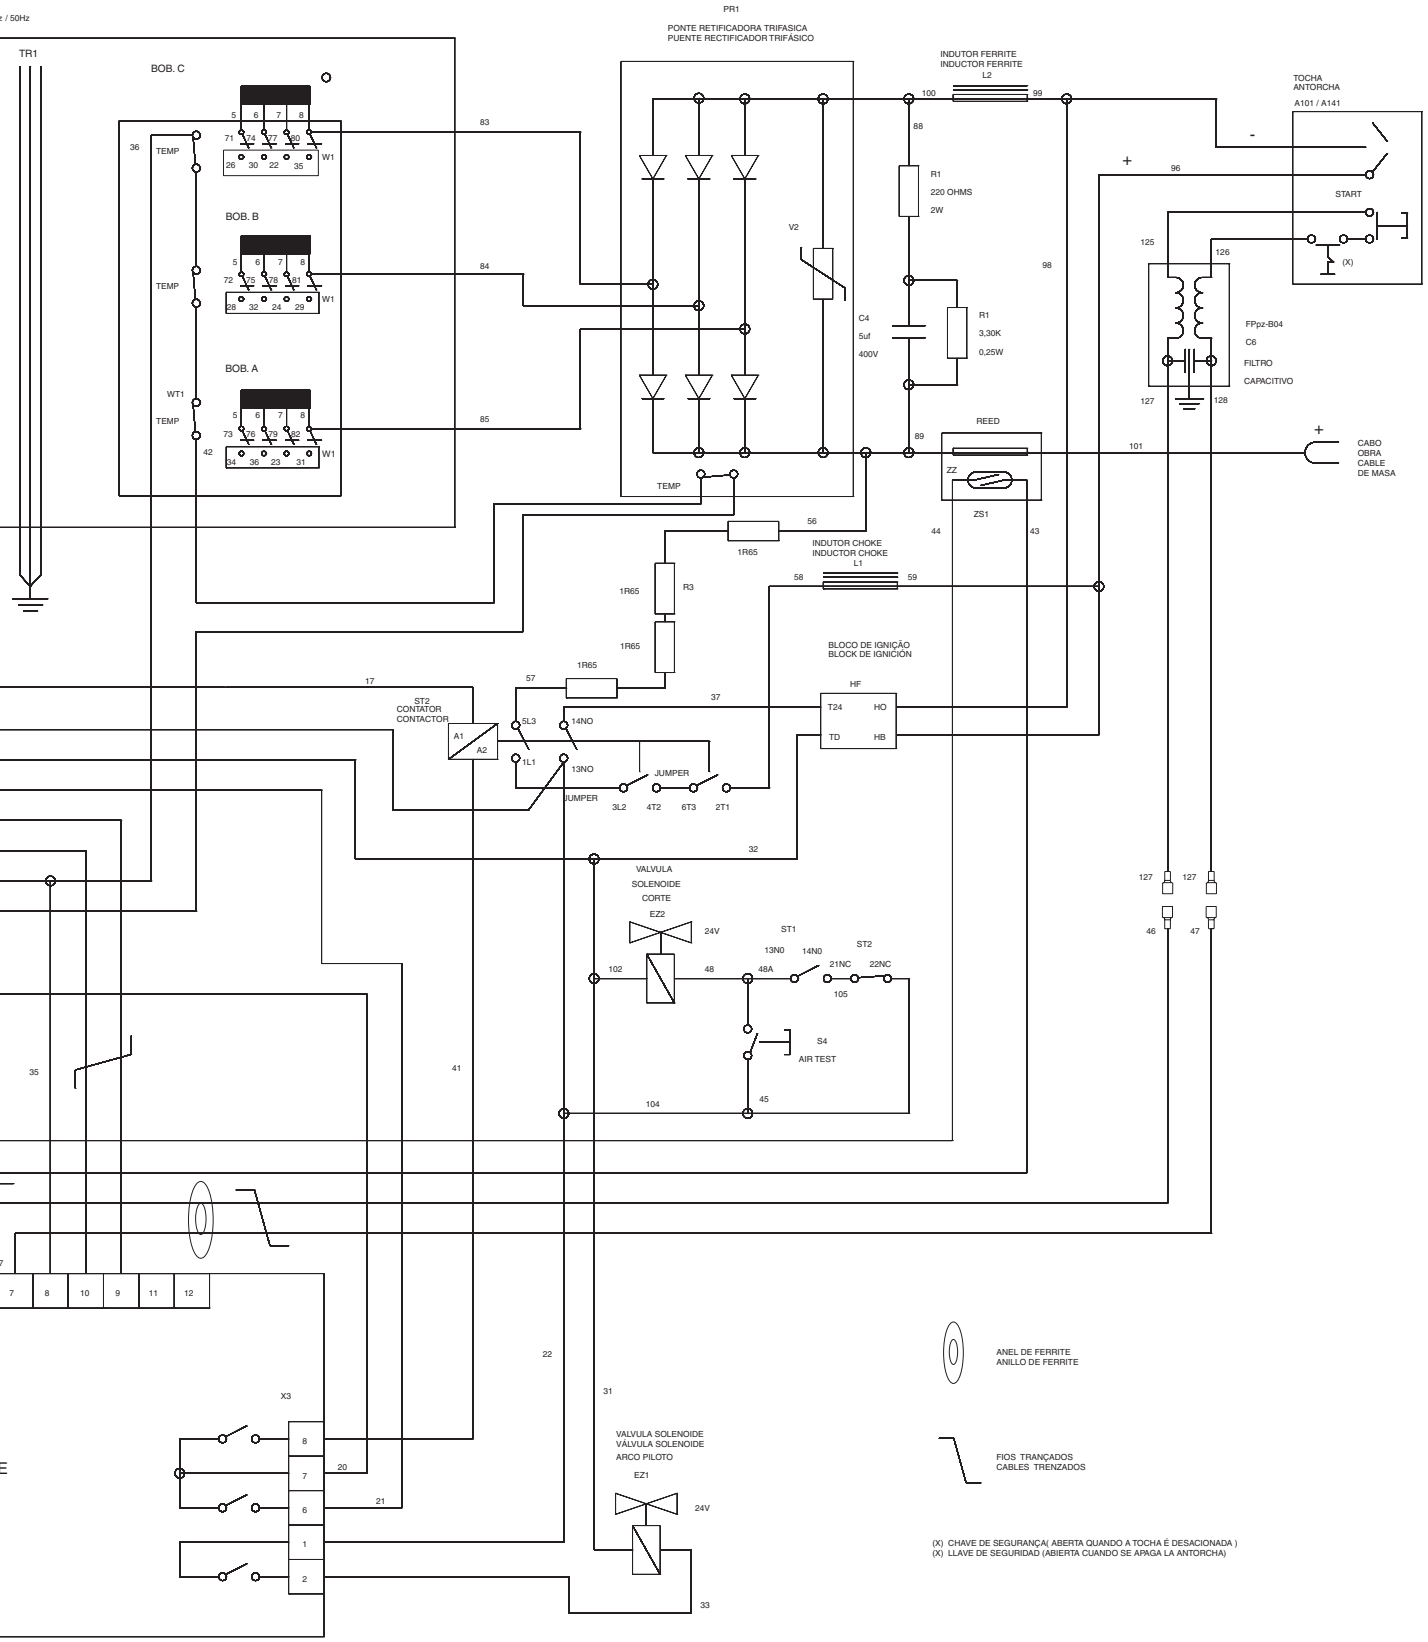 z / 50Hz
TR1
BOB. C
5 6 7 8
71 74 77 80
W1
26 30 22 35
36
TEMP
83
BOB. B
5 6 7 8
72 75 78 81
W1
28 32 24 29
TEMP
84
BOB. A
5 6 7 8
73 76 79 82
W1
34 36 23 31
WT1
TEMP
42
85
PR1
PONTE RETIFICADORA TRIFASICA
PUENTE RECTIFICADOR TRIFÁSICO
V2
TEMP
INDUTOR FERRITE
INDUCTOR FERRITE
L2
100 99
88
R1
220 OHMS
2W
C4
5uf
400V
R1
3,30K
0,25W
89
98
REED
ZZ
ZS1
44 43
101
TOCHA
ANTORCHA
A101 / A141
-
+
96
START
(X)
125 126
FPpz-B04
C6
FILTRO
CAPACITIVO
127 128
+
CABO
OBRA
CABLE
DE MASA
56
1R65
1R65
R3
1R65
1R65
57
INDUTOR CHOKE
INDUCTOR CHOKE
L1
58 59
BLOCO DE IGNIÇÃO
BLOCK DE IGNICIÓN
HF
T24 HO
TD HB
37
17
ST2
CONTATOR
CONTACTOR
A1
A2
5L3
14NO
1L1
13NO
JUMPER
JUMPER
3L2 4T2 6T3 2T1
32
VALVULA
SOLENOIDE
CORTE
EZ2
24V
102 48 48A
ST1
13N0 14N0
ST2
21NC 22NC
105
S4
AIR TEST
104 45
127 127
46 47
35
41
7
7 8 10 9 11 12
22
31
X3
8
7
6
1
2
20
21
E
VALVULA SOLENOIDE
VÁLVULA SOLENOIDE
ARCO PILOTO
EZ1
24V
33
ANEL DE FERRITE
ANILLO DE FERRITE
FIOS TRANÇADOS
CABLES TRENZADOS
(X) CHAVE DE SEGURANÇA( ABERTA QUANDO A TOCHA É DESACIONADA )
(X) LLAVE DE SEGURIDAD (ABIERTA CUANDO SE APAGA LA ANTORCHA)